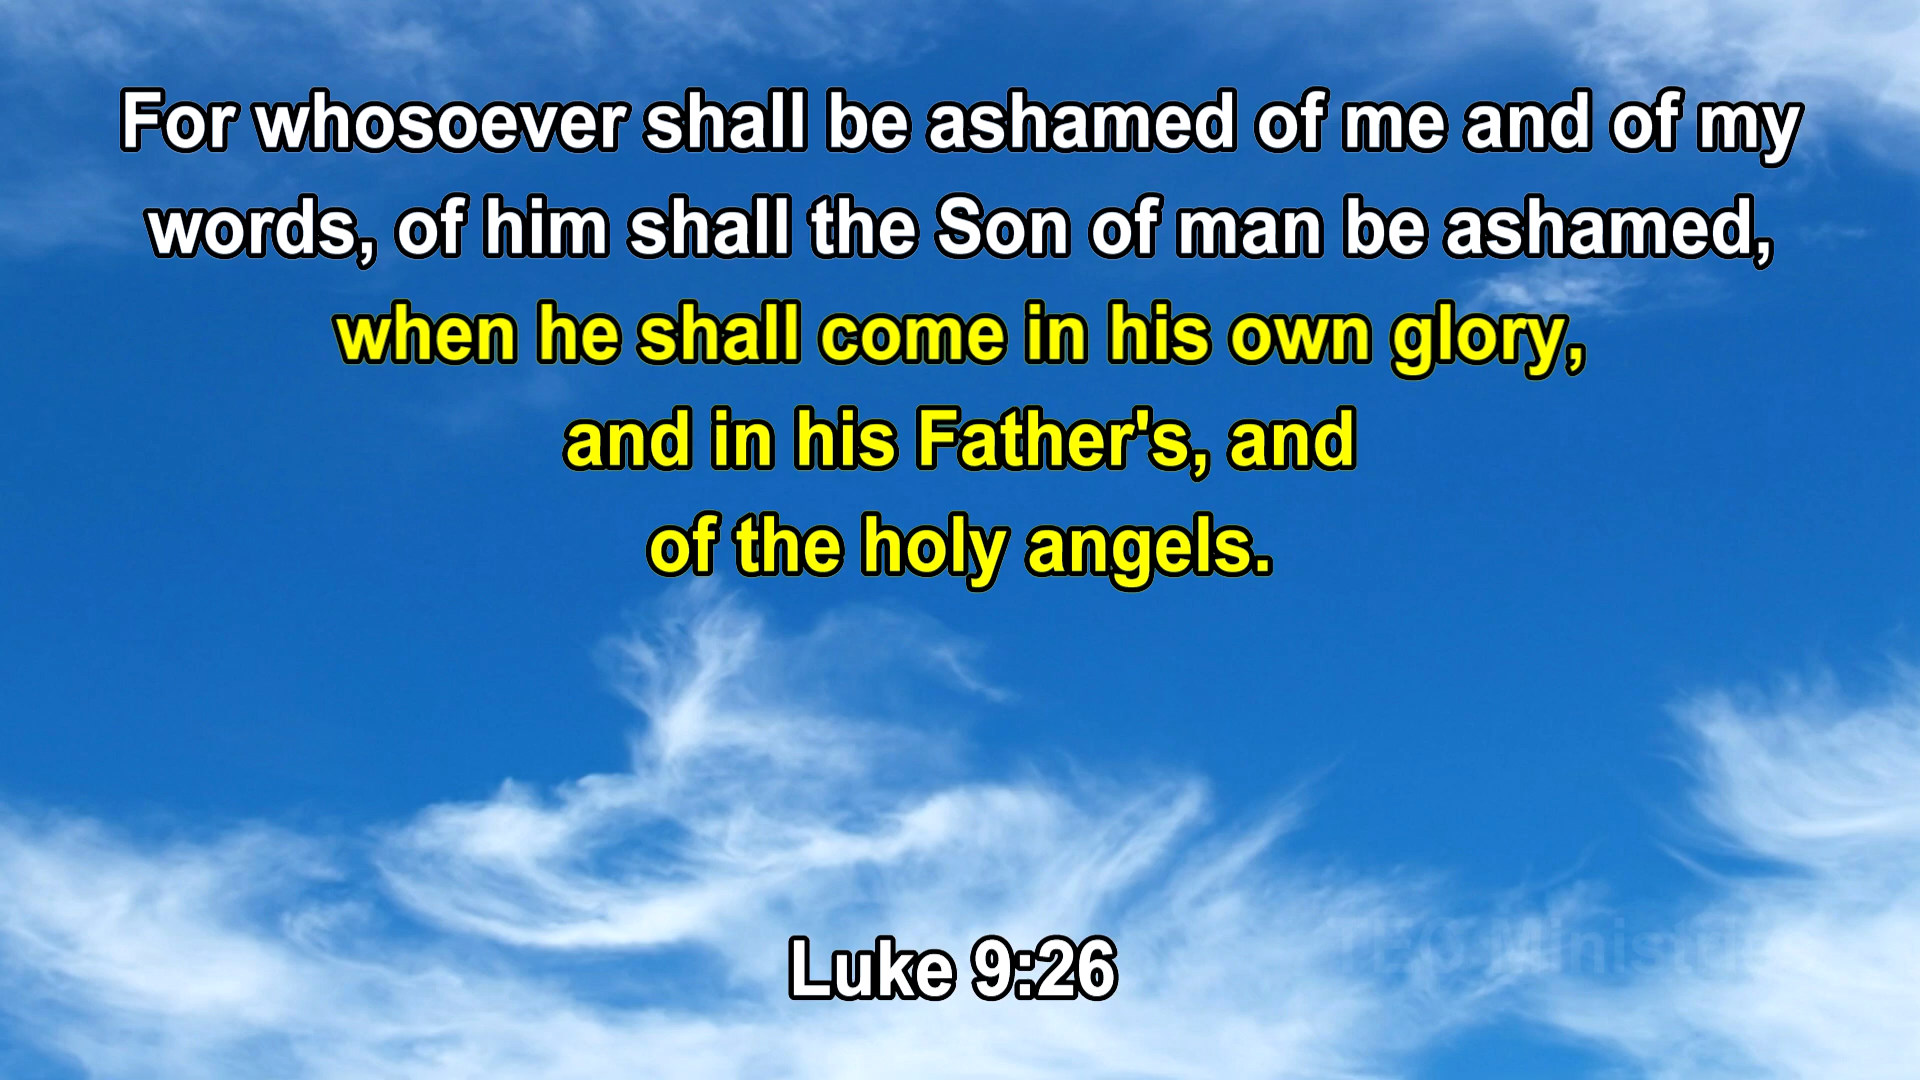 For whosoever shall be ashamed of me and of my
words, of him shall the Son of man be ashamed,
when he shall come in his own glory,
and in his Father's, and
of the holy angels.
Luke 9:26